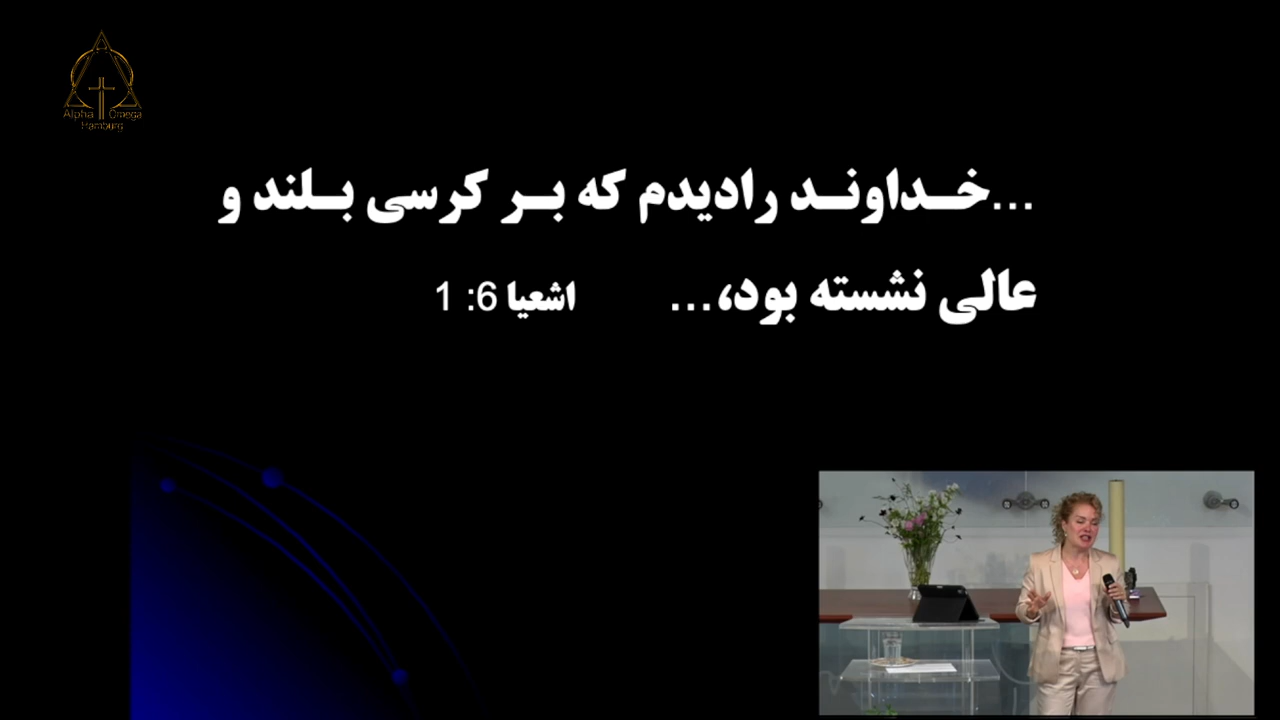 Alpha Omega
Hamburg
...خداوند رادیدم که بر کرسی بلند و
عالی نشسته بود،... اشعیا 6: 1